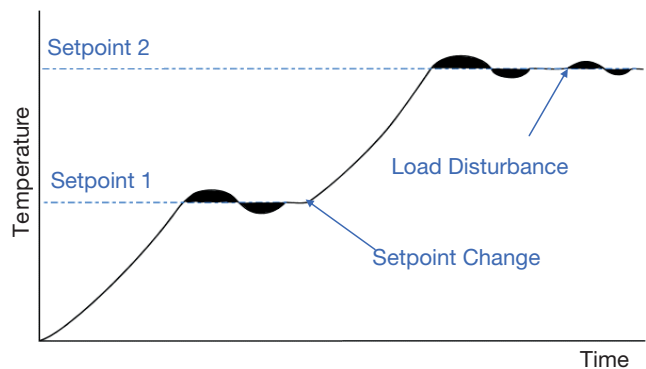 Setpoint 2
Load Disturbance
Setpoint 1
Temperature
Setpoint Change
Time